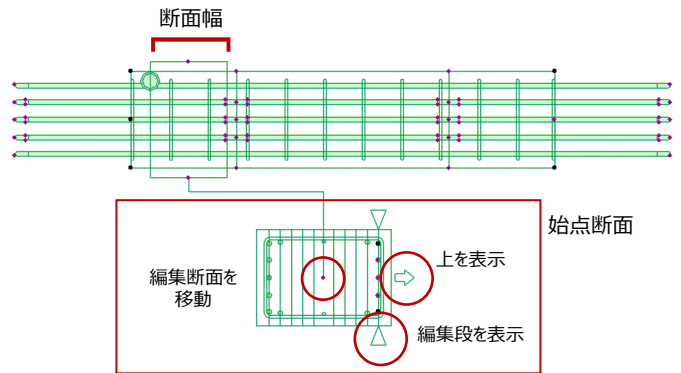 断面幅
始点断面
上を表示
編集断面を
移動
編集段を表示